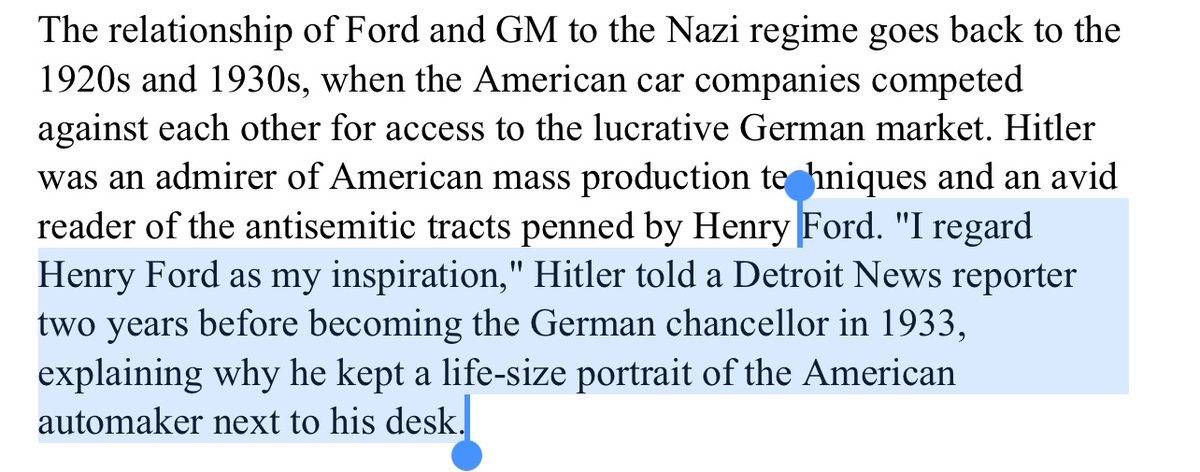 The relationship of Ford and GM to the Nazi regime goes back to the
1920s and 1930s, when the American car companies competed
against each other for access to the lucrative German market. Hitler
was an admirer of American mass production techniques and an avid
reader of the antisemitic tracts penned by Henry Ford. "I regard
Henry Ford as my inspiration," Hitler told a Detroit News reporter
two years before becoming the German chancellor in 1933,
explaining why he kept a life-size portrait of the American
automaker next to his desk.